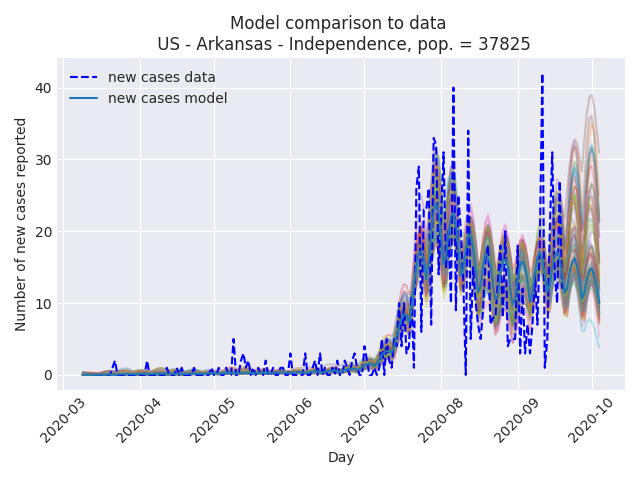 Model comparison to data
US - Arkansas - Independence, pop. = 37825
new cases data
new cases model
Number of new cases reported
40
30
20
10
0
2020-03
2020-04
2020-05
2020-06
2020-07
2020-08
2020-09
2020-10
Day